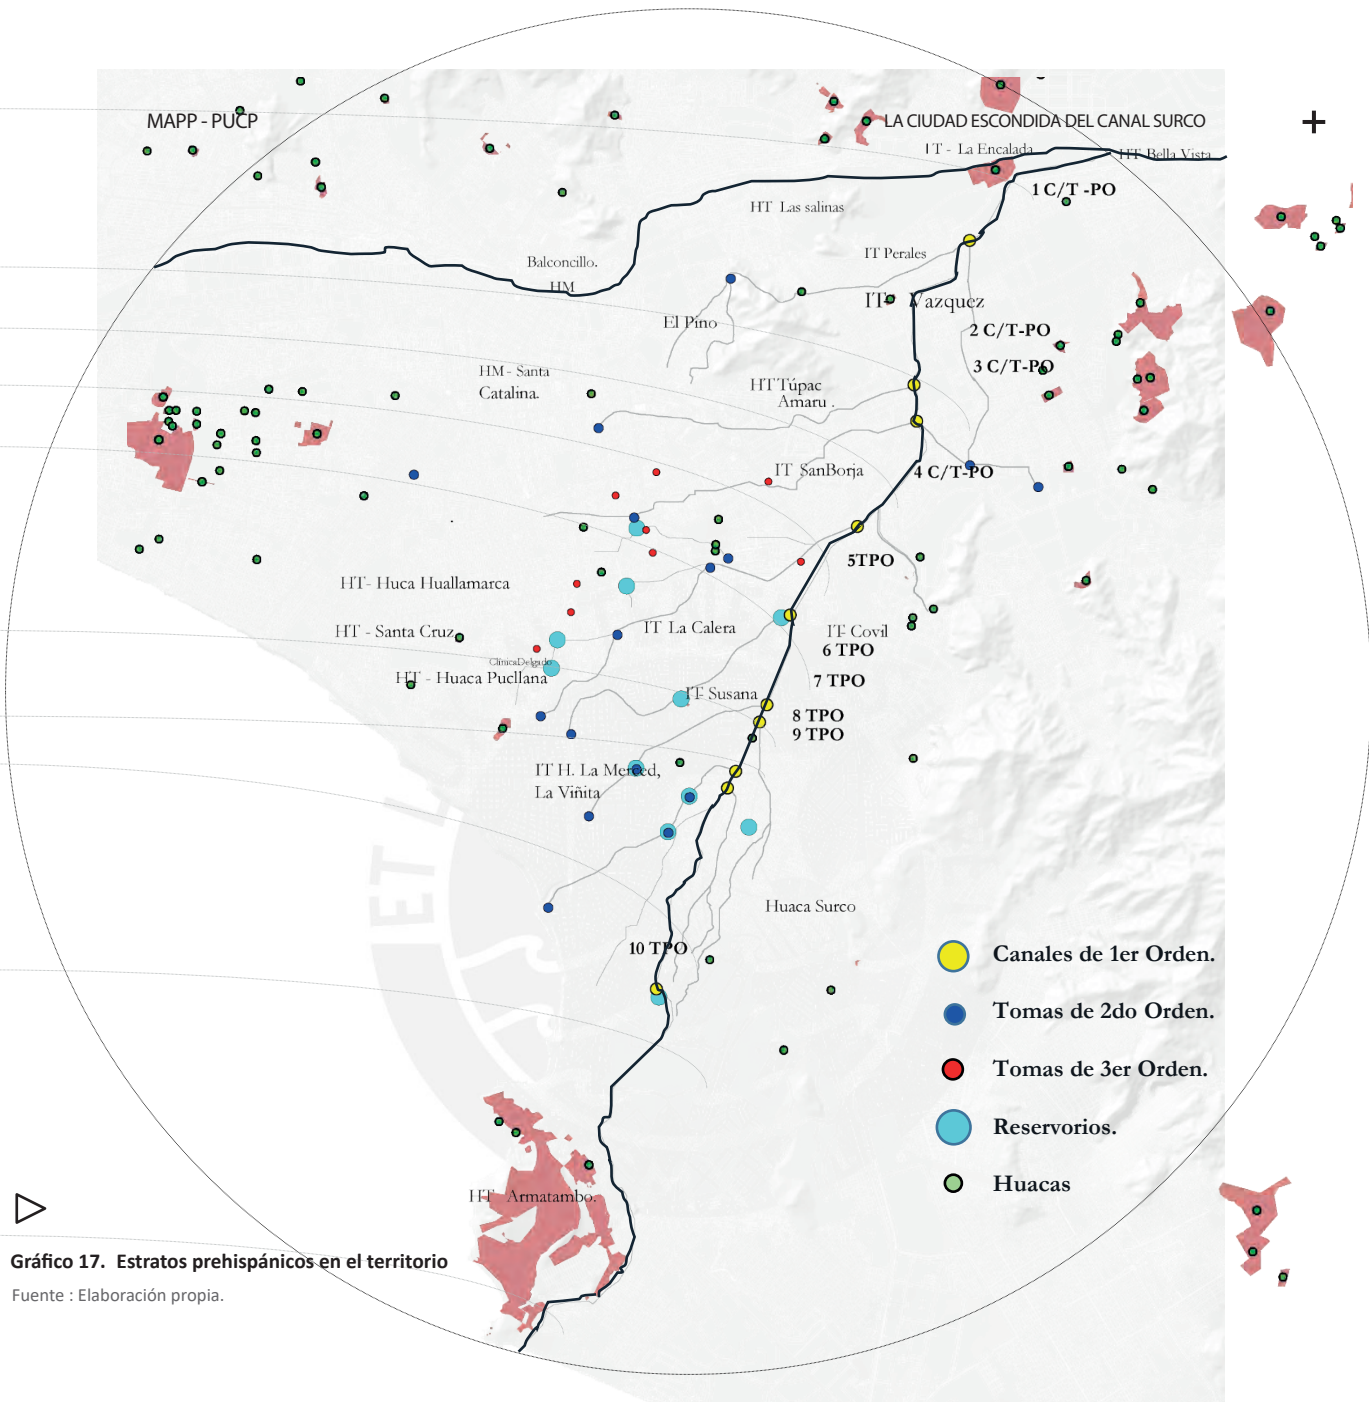 MAPP - PUCP
LA CIUDAD ESCONDIDA DEL CANAL SURCO
IT - La Encalada
HT Bella Vista
1 C/T -PO
HT Las salinas
IT Perales
Balconcillo.
HM
IT- Vazquez
El Pino
2 C/T-PO
3 C/T-PO
HM - Santa
Catalina.
HT Túpac
Amaru .
IT SanBorja
4 C/T-PO
5TPO
HT- Huca Huallamarca
HT - Santa Cruz
IT La Calera
IT- Covil
6 TPO
ClínicaDelgado
HT - Huaca Pucllana
7 TPO
IT- Susana
8 TPO
9 TPO
IT H. La Merced,
La Viñita
Huaca Surco
10 TPO
ET L
Canales de 1er Orden.
Tomas de 2do Orden.
Tomas de 3er Orden.
Reservorios.
Huacas
HT Armatambo.
Gráfico 17. Estratos prehispánicos en el territorio
Fuente : Elaboración propia.